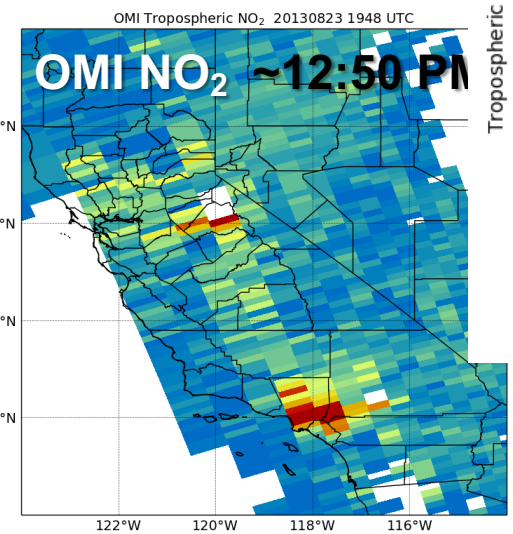 OMI Tropospheric NO₂ 20130823 1948 UTC
OMI NO₂ ~12:50 PM
Tropospheric
°N
°N
°N
°N
122°W 120°W 118°W 116°W